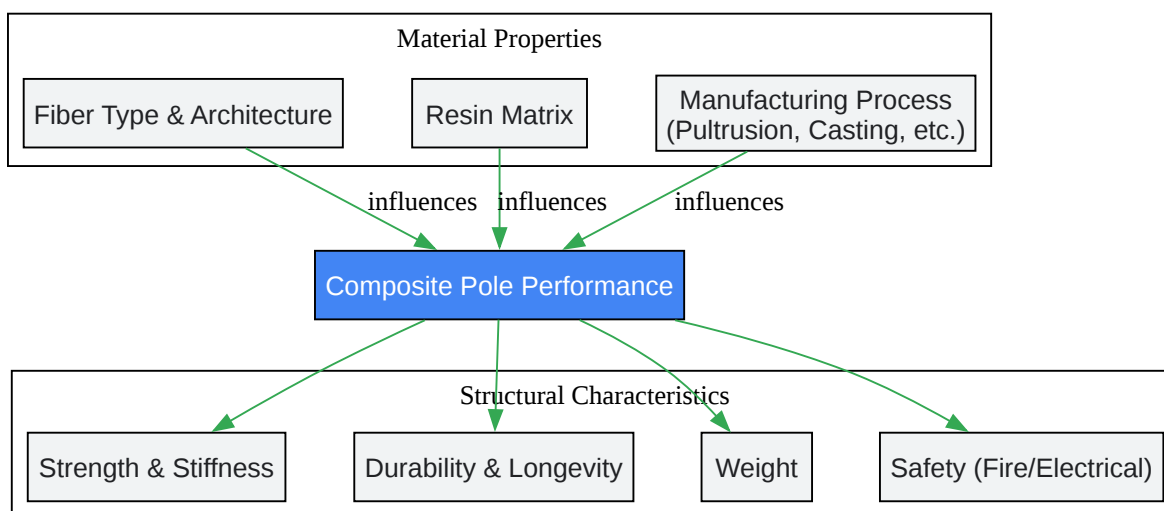 Material Properties
Fiber Type & Architecture
Resin Matrix
Manufacturing Process
(Pultrusion, Casting, etc.)
influences
influences
influences
Composite Pole Performance
Structural Characteristics
Strength & Stiffness
Durability & Longevity
Weight
Safety (Fire/Electrical)